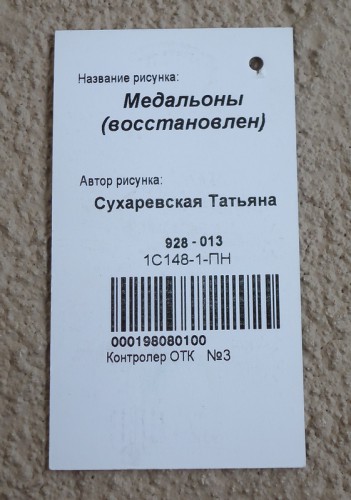 Название рисунка:
Медальоны
(восстановлен)
Автор рисунка:
Сухаревская Татьяна
928 - 013
1С148-1-ПН
000198080100
Контролер ОТК №3